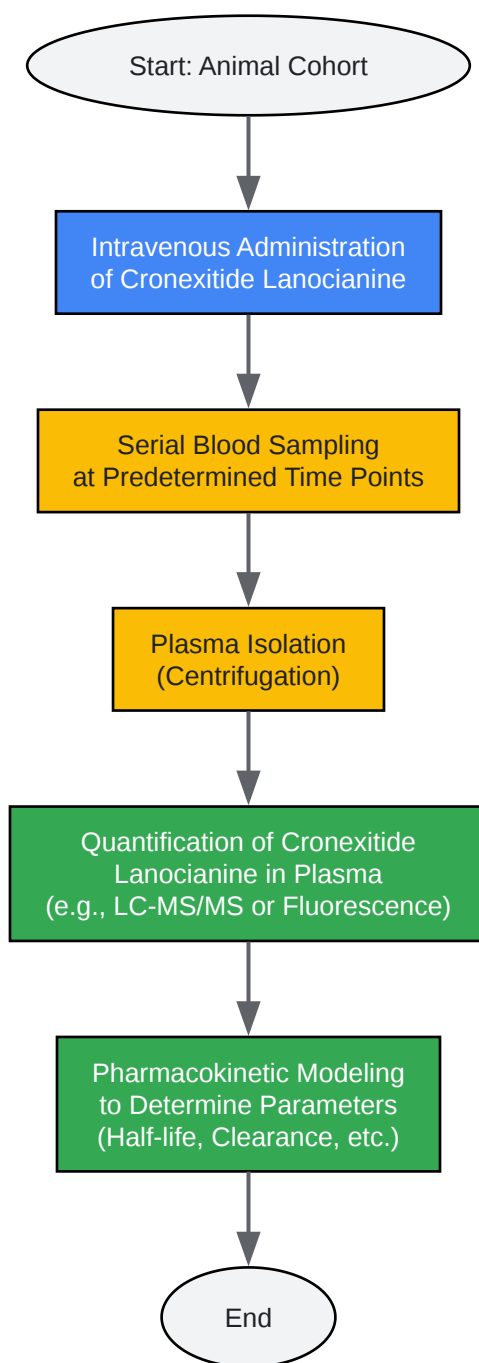 Start: Animal Cohort
Intravenous Administration
of Cronexitide Lanocianine
Serial Blood Sampling
at Predetermined Time Points
Plasma Isolation
(Centrifugation)
Quantification of Cronexitide
Lanocianine in Plasma
(e.g., LC-MS/MS or Fluorescence)
Pharmacokinetic Modeling
to Determine Parameters
(Half-life, Clearance, etc.)
End